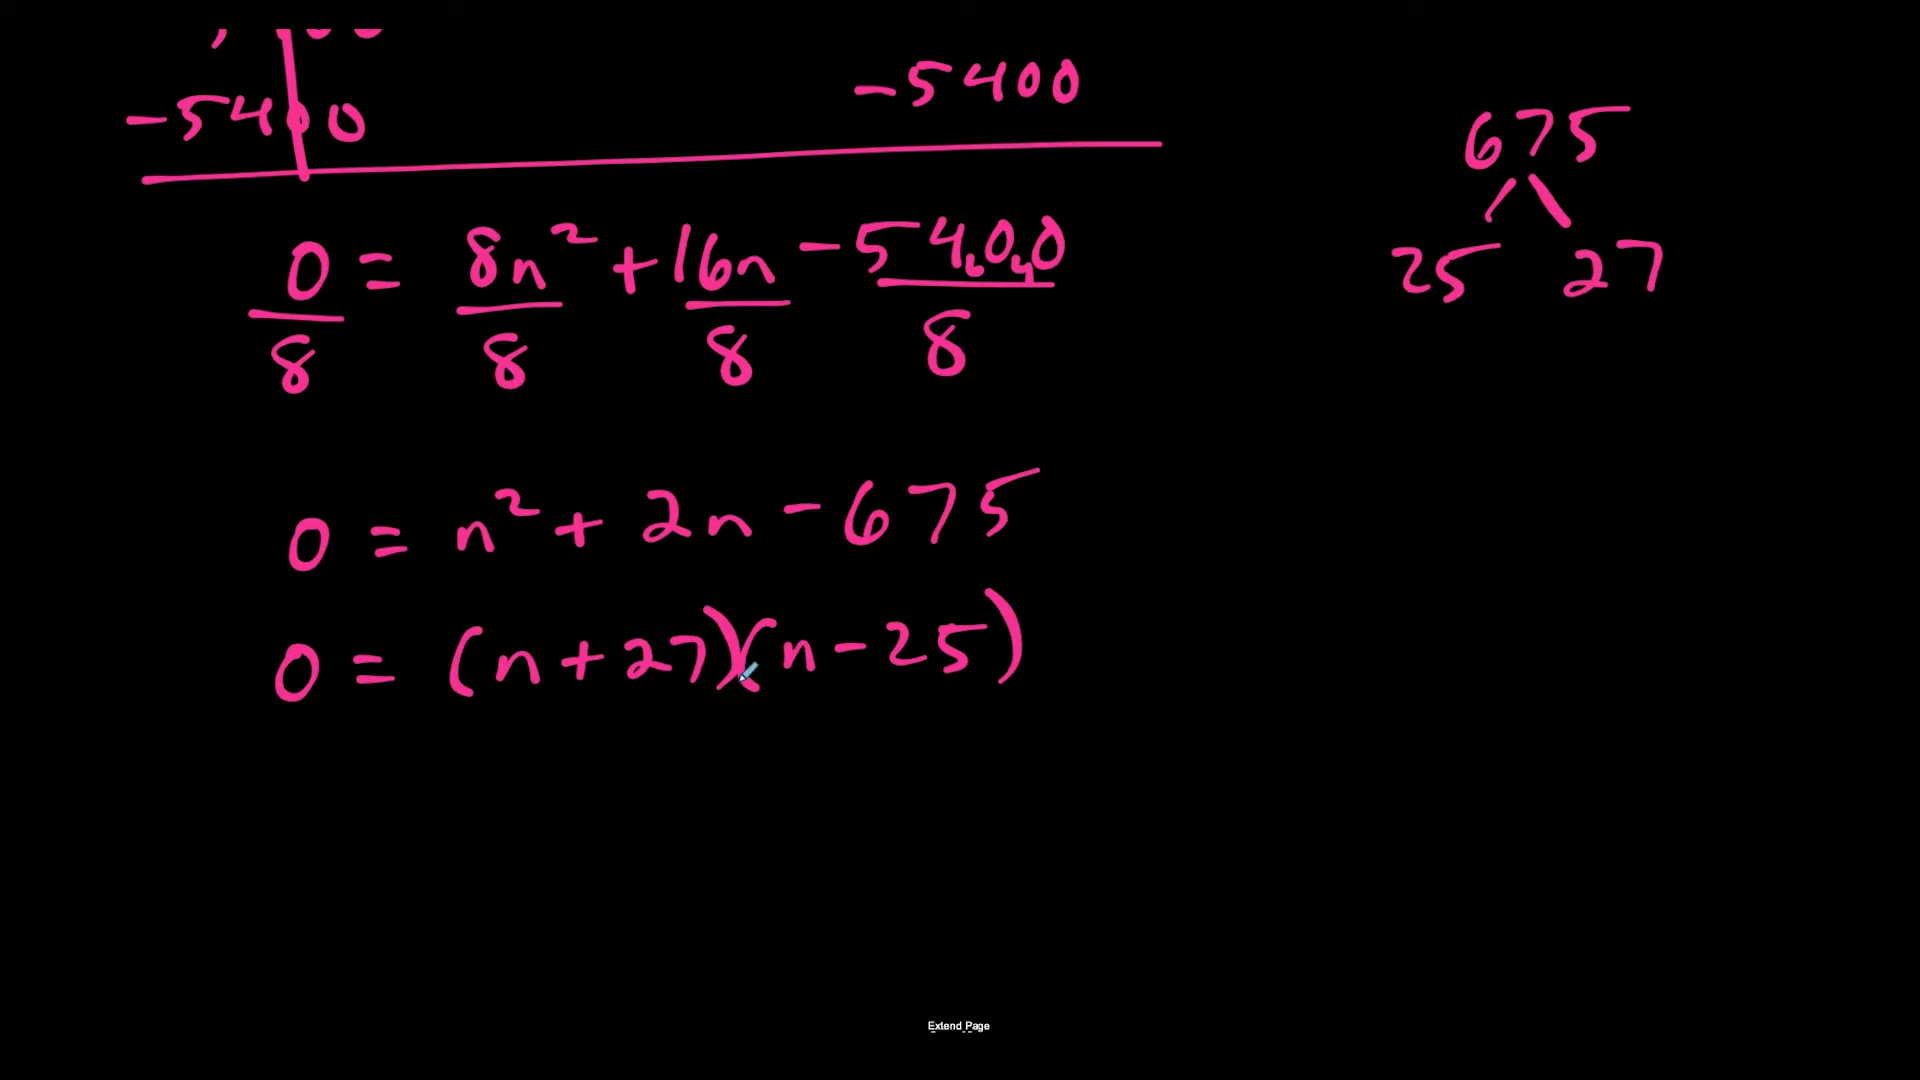 -5400 -5400
675
25 27
0 = 8n² + 16n - 5400
8 8 8 8
0 = n² + 2n - 675
0 = (n + 27)(n - 25)
Extend Page